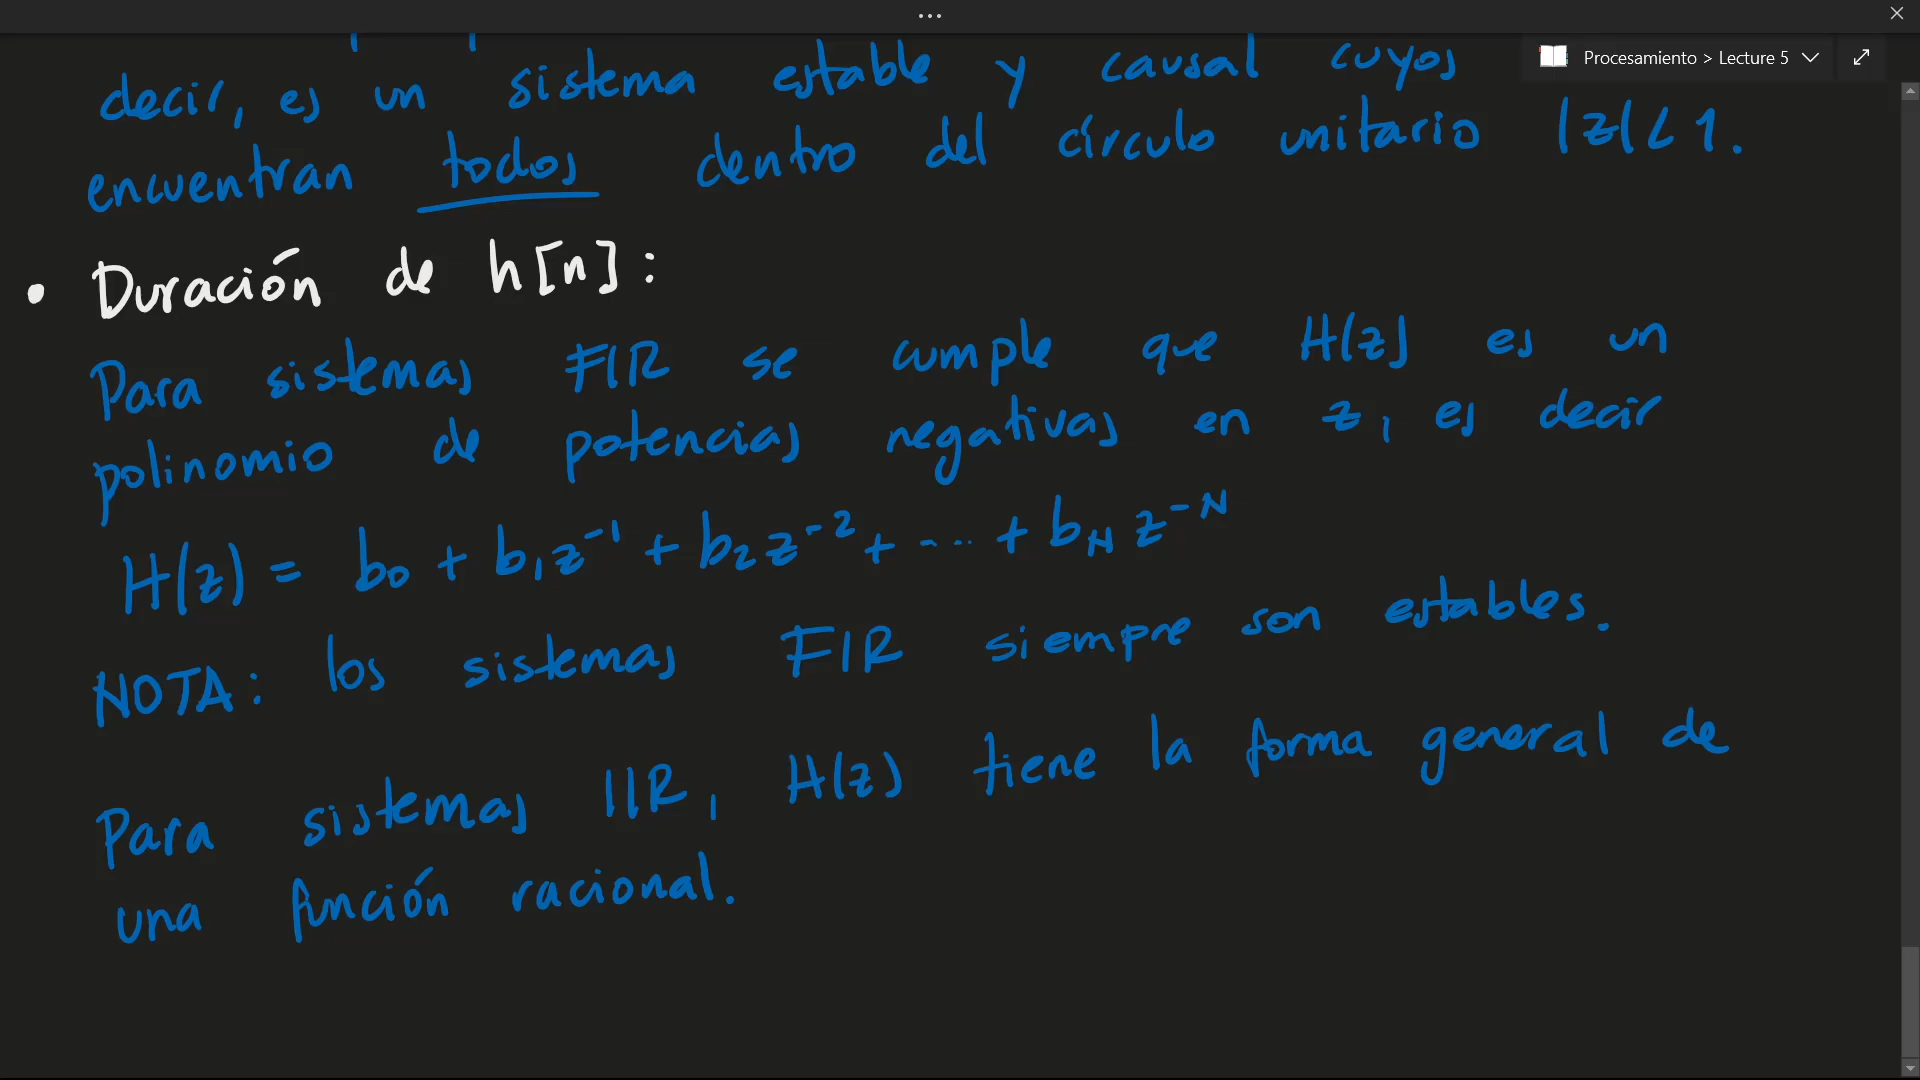 Procesamiento > Lecture 5
decir, es un sistema estable y causal cuyos
encuentran todos dentro del círculo unitario |z| < 1.
• Duración de h[n]:
Para sistemas FIR se cumple que H(z) es un
polinomio de potencias negativas en z, es decir
H(z) = b₀ + b₁z⁻¹ + b₂z⁻² + ... + b_N z^{-N}
NOTA: los sistemas FIR siempre son estables.
Para sistemas IIR, H(z) tiene la forma general de
una función racional.